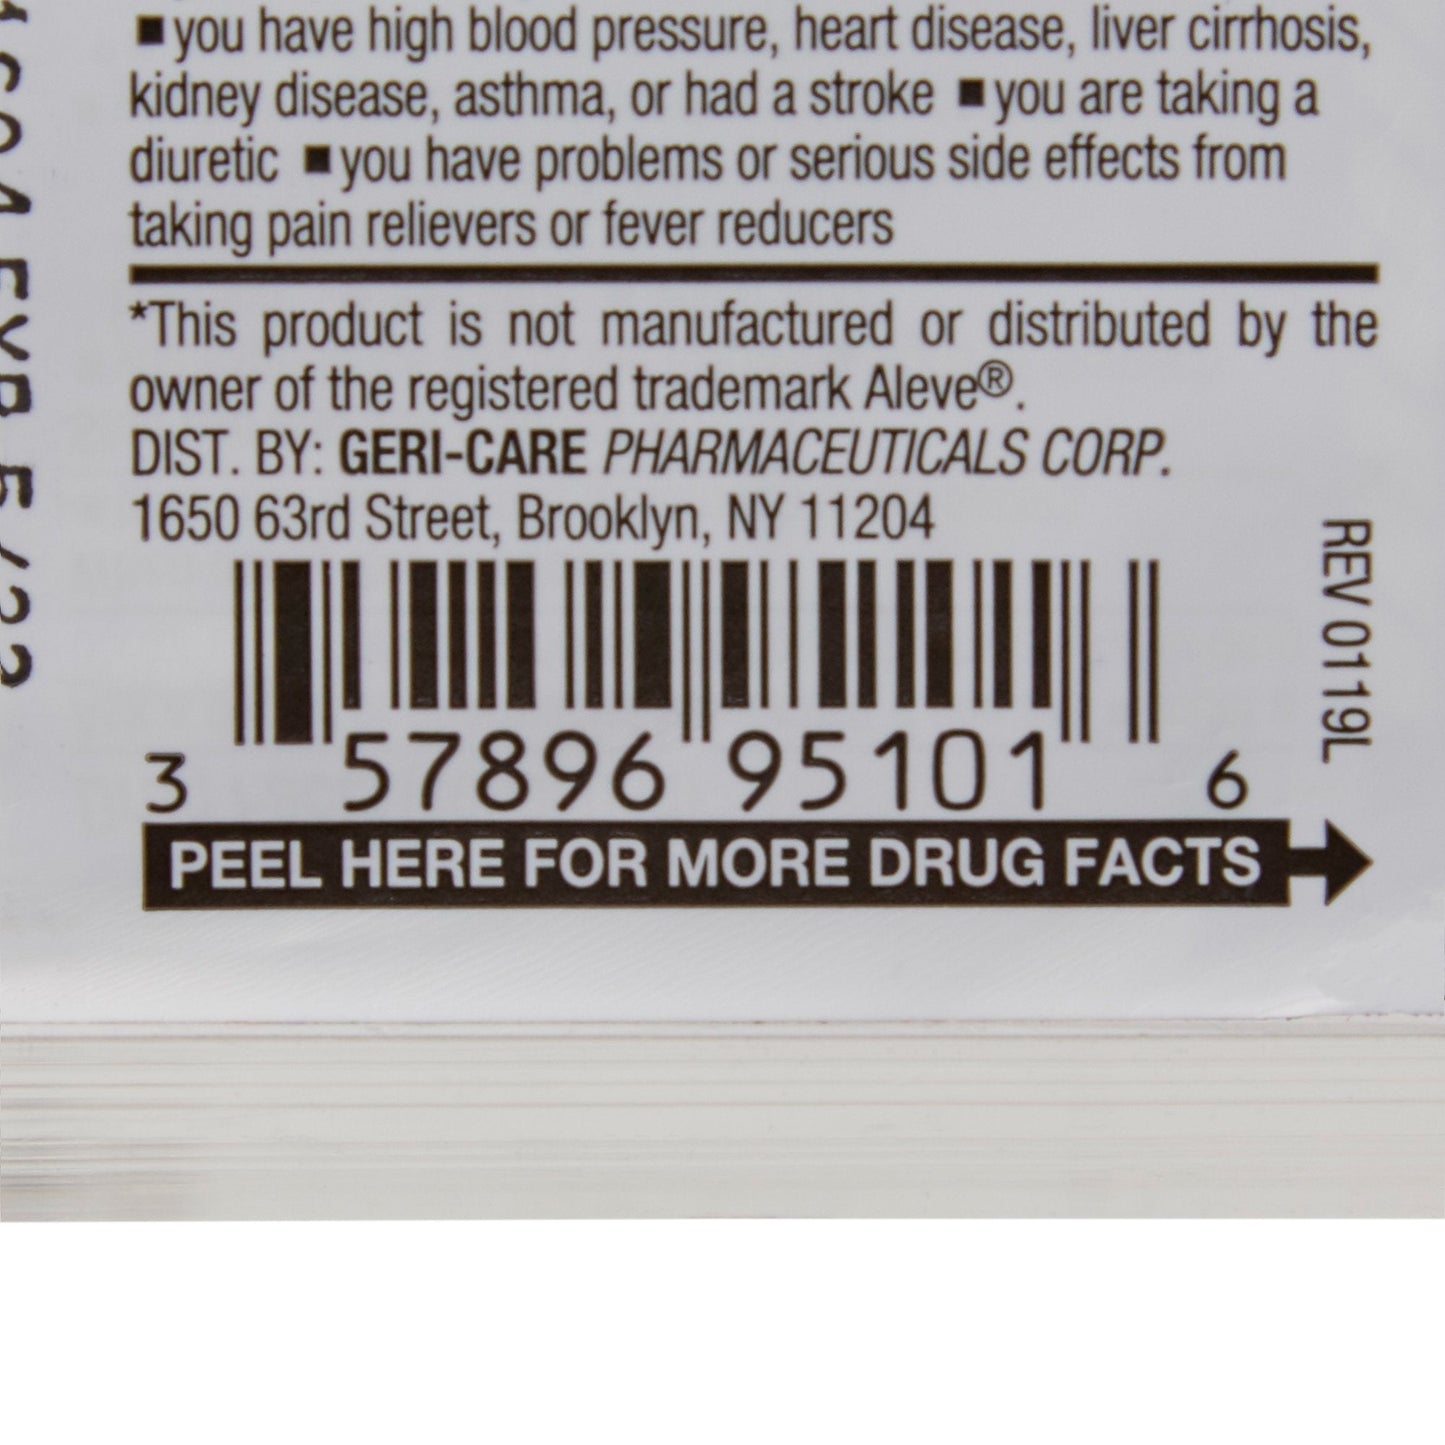 ■ you have high blood pressure, heart disease, liver cirrhosis,
kidney disease, asthma, or had a stroke ■ you are taking a
diuretic ■ you have problems or serious side effects from
taking pain relievers or fever reducers
*This product is not manufactured or distributed by the
owner of the registered trademark Aleve®.
DIST. BY: GERI-CARE PHARMACEUTICALS CORP.
1650 63rd Street, Brooklyn, NY 11204
REV 0119L
3 57896 95101 6
PEEL HERE FOR MORE DRUG FACTS
EXP 5/22